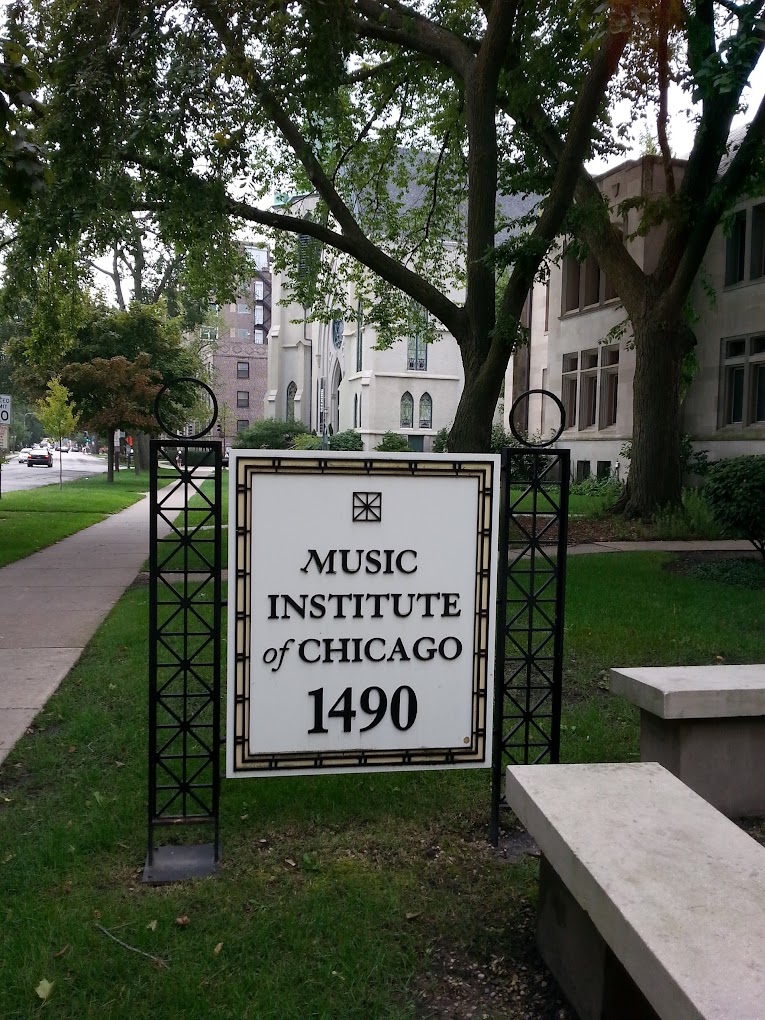 MUSIC
INSTITUTE
of CHICAGO
1490